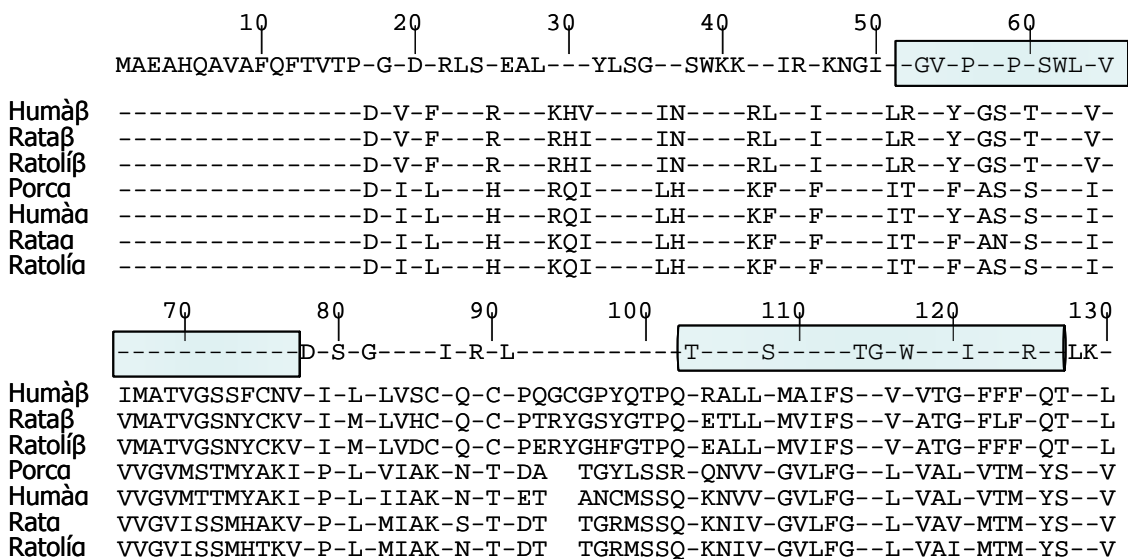 10 20 30 40 50 60
MAEAHQAVAFQFTVTP-G-D-RLS-EAL---YLSG--SWKK--IR-KNGI--GV-P--P-SWL-V
Humàβ ----------------D-V-F---R---KHV----IN----RL--I----LR--Y-GS-T---V-
Rataβ ----------------D-V-F---R---RHI----IN----RL--I----LR--Y-GS-T---V-
Ratolíβ ----------------D-V-F---R---RHI----IN----RL--I----LR--Y-GS-T---V-
Porcα ----------------D-I-L---H---RQI----LH----KF--F----IT--F-AS-S---I-
Humàα ----------------D-I-L---H---RQI----LH----KF--F----IT--Y-AS-S---I-
Rataα ----------------D-I-L---H---KQI----LH----KF--F----IT--F-AN-S---I-
Ratolíα ----------------D-I-L---H---KQI----LH----KF--F----IT--F-AS-S---I-
70 80 90 100 110 120 130
------------D-S-G----I-R-L-----------T----S-----TG-W---I---R--LK-
Humàβ IMATVGSSFCNV-I-L-LVSC-Q-C-PQGCGPYQTPQ-RALL-MAIFS--V-VTG-FFF-QT--L
Rataβ VMATVGSNYCKV-I-M-LVHC-Q-C-PTRYGSYGTPQ-ETLL-MVIFS--V-ATG-FLF-QT--L
Ratolíβ VMATVGSNYCKV-I-M-LVDC-Q-C-PERYGHFGTPQ-EALL-MVIFS--V-ATG-FFF-QT--L
Porcα VVGVMSTMYAKI-P-L-VIAK-N-T-DA  TGYLSSR-QNVV-GVLFG--L-VAL-VTM-YS--V
Humàα VVGVMTTMYAKI-P-L-IIAK-N-T-ET  ANCMSSQ-KNVV-GVLFG--L-VAL-VTM-YS--V
Rataα VVGVISSMHAKV-P-L-MIAK-S-T-DT  TGRMSSQ-KNIV-GVLFG--L-VAV-MTM-YS--V
Ratolíα VVGVISSMHTKV-P-L-MIAK-N-T-DT  TGRMSSQ-KNIV-GVLFG--L-VAI-MTM-YS--V